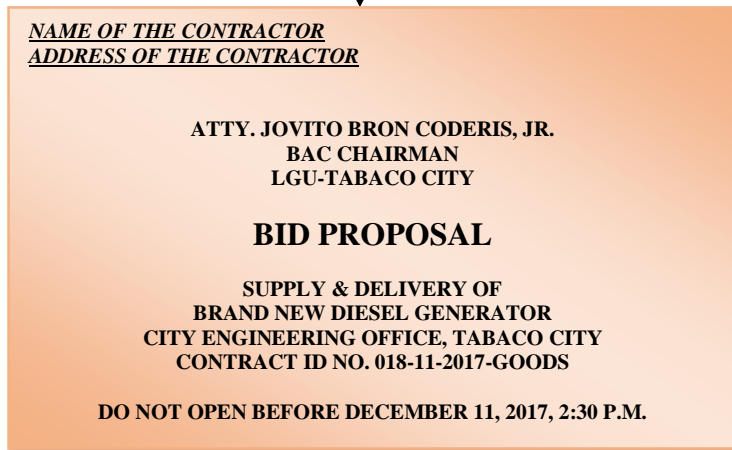 NAME OF THE CONTRACTOR
ADDRESS OF THE CONTRACTOR
ATTY. JOVITO BRON CODERIS, JR.
BAC CHAIRMAN
LGU-TABACO CITY
BID PROPOSAL
SUPPLY & DELIVERY OF
BRAND NEW DIESEL GENERATOR
CITY ENGINEERING OFFICE, TABACO CITY
CONTRACT ID NO. 018-11-2017-GOODS
DO NOT OPEN BEFORE DECEMBER 11, 2017, 2:30 P.M.